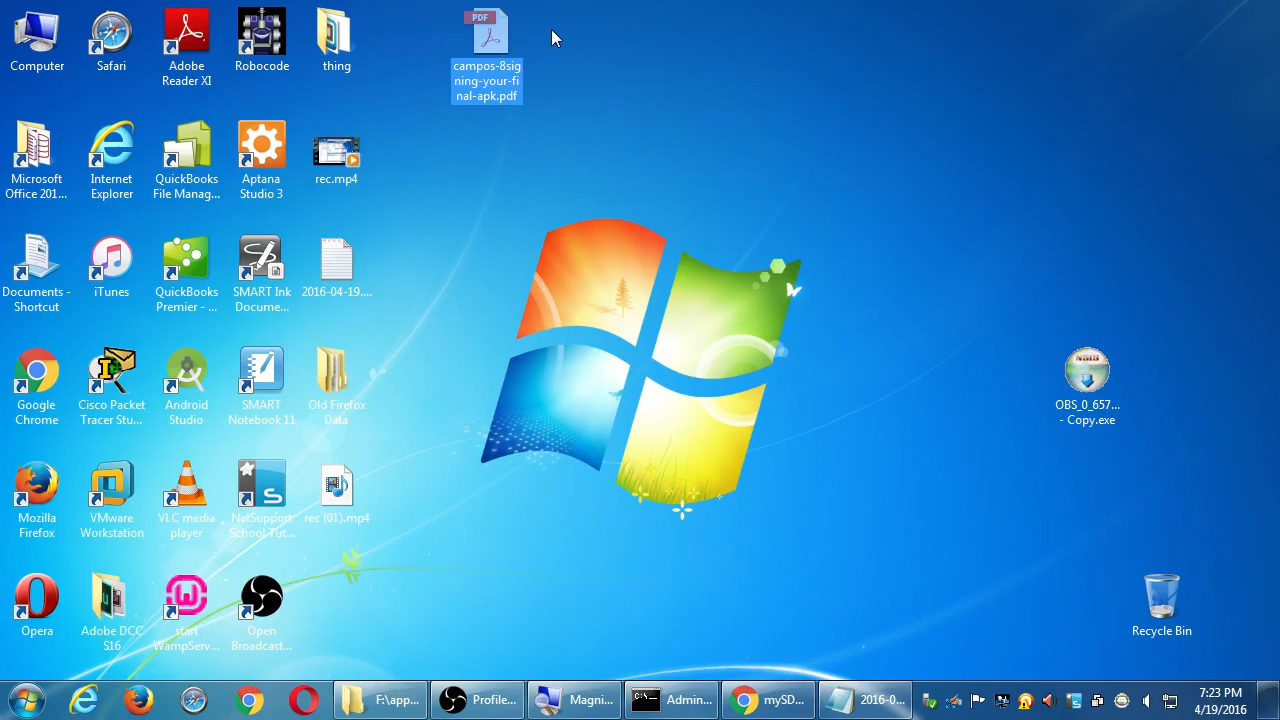 Computer
Safari
Adobe
Reader XI
Robocode
thing
PDF
campos-8sig
ning-your-fi
nal-apk.pdf
Microsoft
Office 201...
Internet
Explorer
QuickBooks
File Manag...
Aptana
Studio 3
rec.mp4
Documents -
Shortcut
iTunes
QuickBooks
Premier - ...
SMART Ink
Docume...
2016-04-19....
Google
Chrome
Cisco Packet
Tracer Stu...
Android
Studio
SMART
Notebook 11
Old Firefox
Data
NSIS
OBS_0_657...
- Copy.exe
Mozilla
Firefox
VMware
Workstation
VLC media
player
NetSupport
School Tut...
rec (01).mp4
Opera
Adobe DCC
S16
start
WampServ...
Open
Broadcast...
Recycle Bin
F:\app...
Profile...
Magni...
C:\
Admin...
mySD...
2016-0...
7:23 PM
4/19/2016